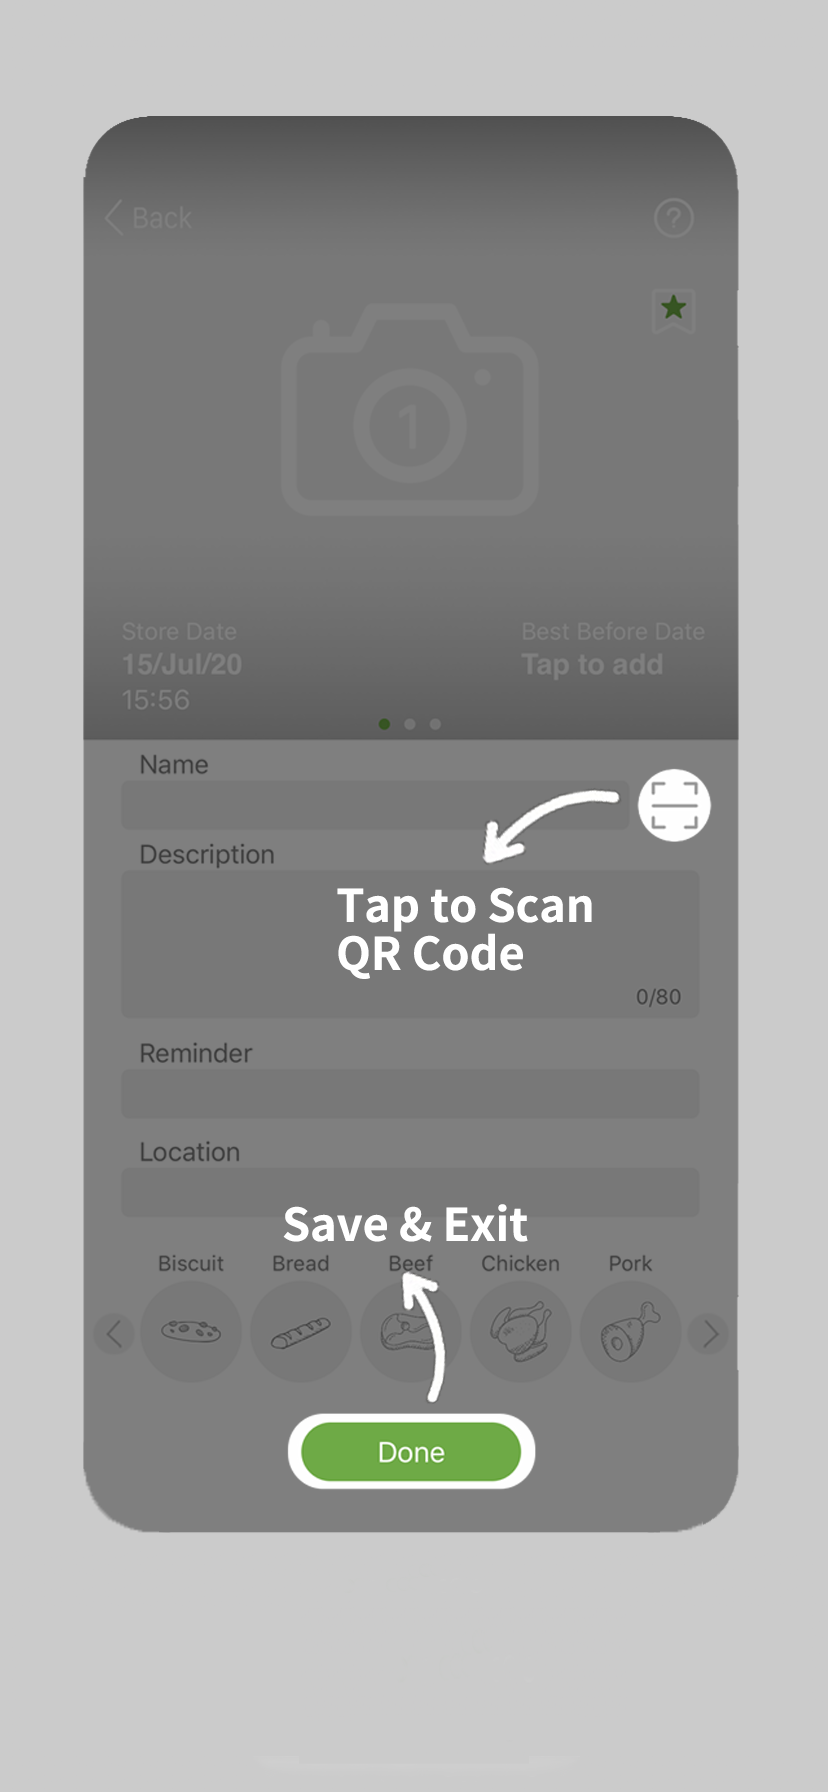 Back
?
1
Store Date
Best Before Date
15/Jul/20
Tap to add
15:56
Name
Description
Tap to Scan
QR Code
0/80
Reminder
Location
Save & Exit
Biscuit Bread Beef Chicken Pork
Done